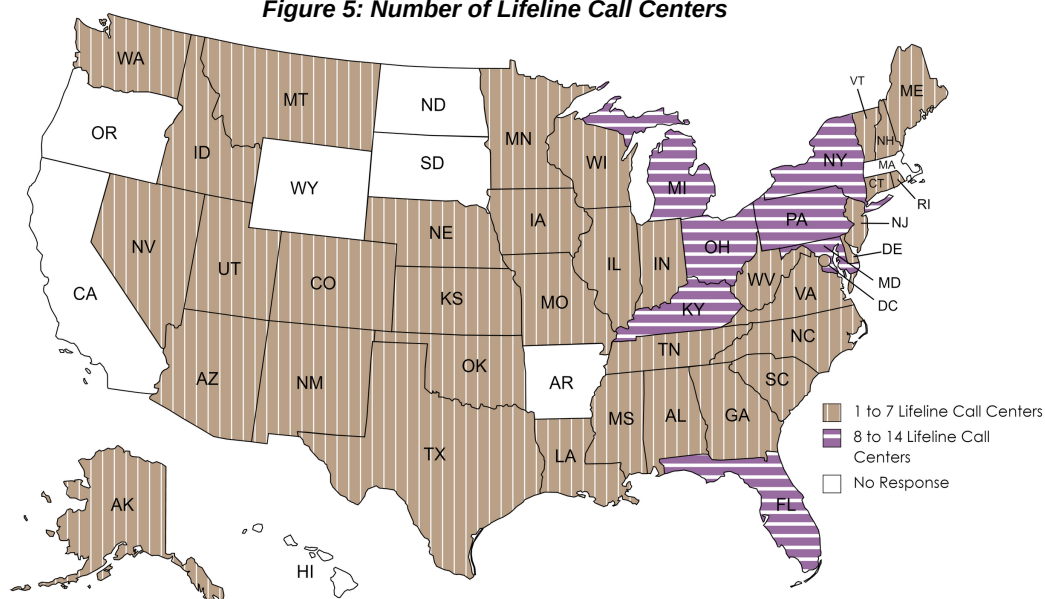 Figure 5: Number of Lifeline Call Centers
WA
MT
ND
MN
VT
ME
OR
ID
SD
WI
NH
NY
MA
WY
MI
CT
RI
IA
NE
PA
NJ
NV
UT
OH
DE
CO
IL
IN
WV
MD
CA
KS
MO
VA
DC
KY
NC
TN
OK
AZ
NM
AR
SC
MS
AL
GA
TX
LA
FL
AK
HI
1 to 7 Lifeline Call Centers
8 to 14 Lifeline Call
Centers
No Response